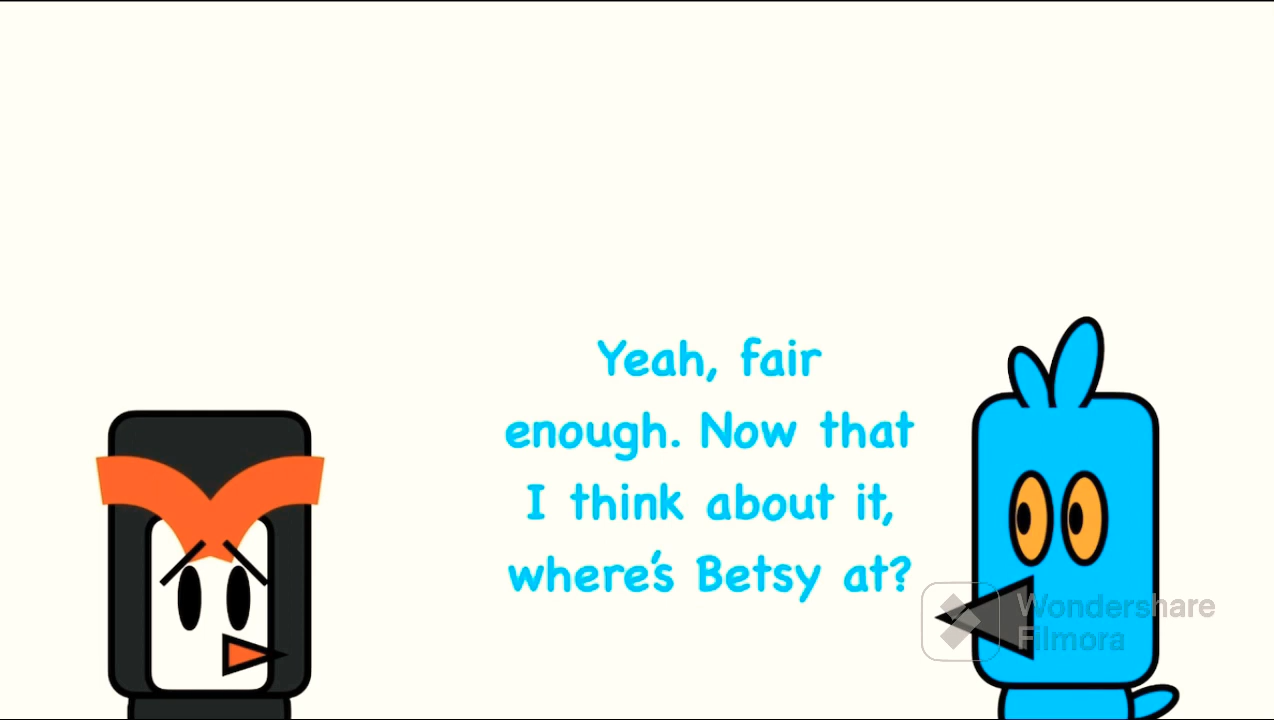 Yeah, fair
enough. Now that
I think about it,
where's Betsy at?
Wondershare
Filmora